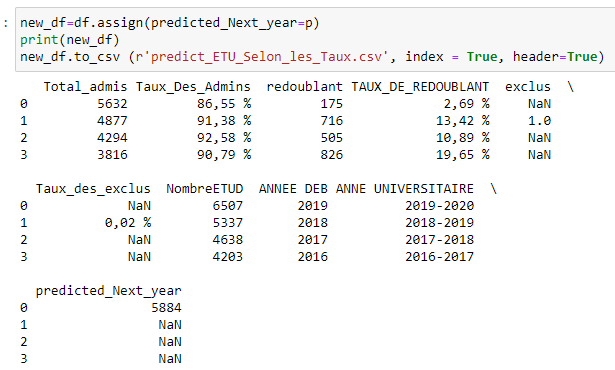 : new_df=df.assign(predicted_Next_year=p)
print(new_df)
new_df.to_csv (r'predict_ETU_Selon_les_Taux.csv', index = True, header=True)
Total_admis Taux_Des_Admins redoublant TAUX_DE_REDOUBLANT exclus \
0 5632 86,55 % 175 2,69 % NaN
1 4877 91,38 % 716 13,42 % 1.0
2 4294 92,58 % 505 10,89 % NaN
3 3816 90,79 % 826 19,65 % NaN
Taux_des_exclus NombreETUD ANNEE DEB ANNE UNIVERSITAIRE \
0 NaN 6507 2019 2019-2020
1 0,02 % 5337 2018 2018-2019
2 NaN 4638 2017 2017-2018
3 NaN 4203 2016 2016-2017
predicted_Next_year
0 5884
1 NaN
2 NaN
3 NaN